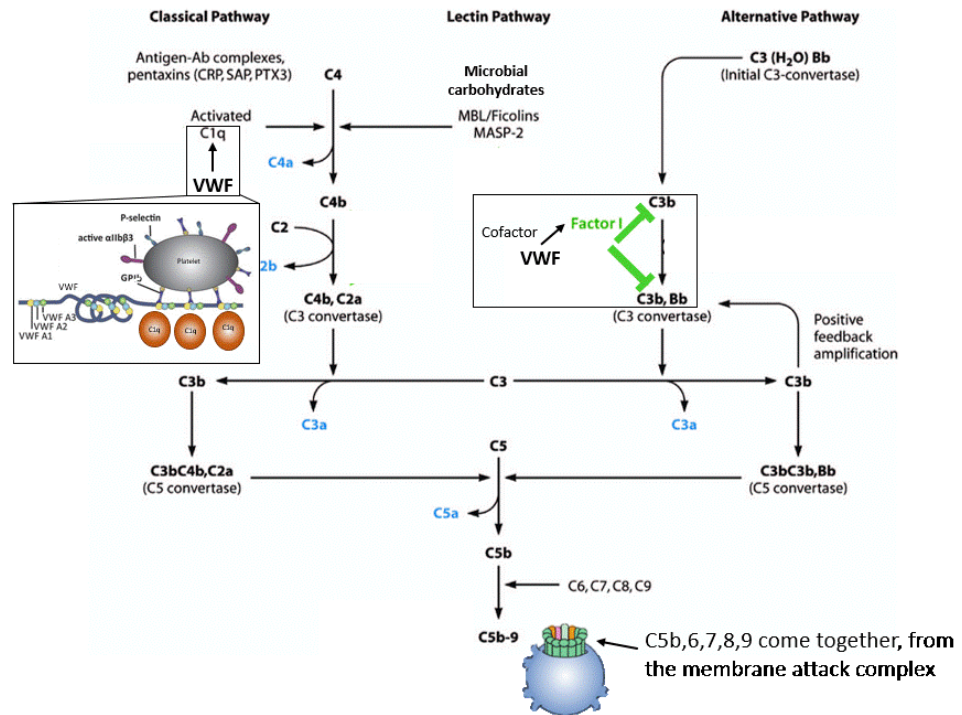 Classical Pathway
Lectin Pathway
Alternative Pathway
Antigen-Ab complexes,
pentaxins (CRP, SAP, PTX3)
C4
Microbial
carbohydrates
C3 (H₂O) Bb
(Initial C3-convertase)
Activated
C1q
VWF
MBL/Ficolins
MASP-2
C4a
C4b
C2
2b
C4b, C2a
(C3 convertase)
C3b
Cofactor
Factor I
VWF
C3b, Bb
(C3 convertase)
P-selectin
active αIIbβ3
Platelet
GPIb
VWF
VWF A3
VWF A2
VWF A1
C1q
C1q
C1q
Positive
feedback
amplification
C3b
C3
C3b
C3a
C3a
C5
C3bC4b,C2a
(C5 convertase)
C3bC3b,Bb
(C5 convertase)
C5a
C5b
C6, C7, C8, C9
C5b-9
C5b,6,7,8,9 come together, from
the membrane attack complex